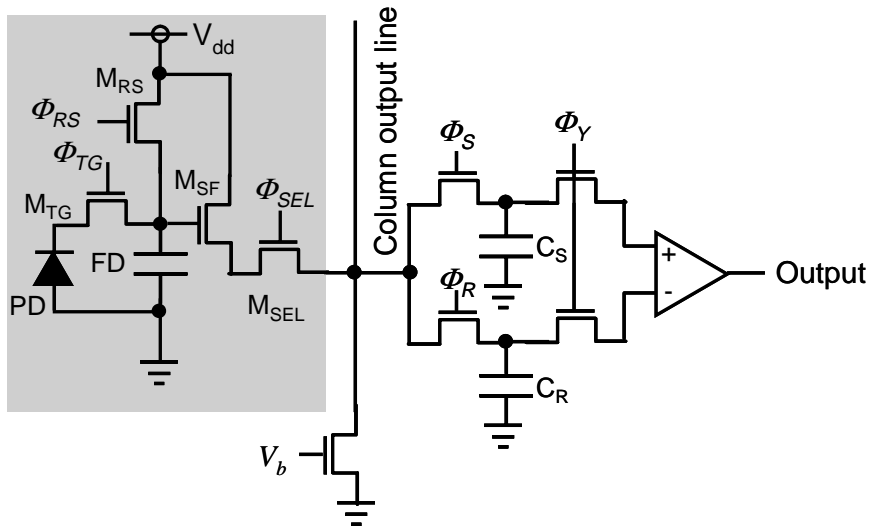 V_dd
M_RS
Φ_RS
Φ_TG
M_TG
M_SF
Φ_SEL
FD
PD
M_SEL
Column output line
Φ_S
Φ_Y
C_S
Φ_R
C_R
+
-
Output
V_b